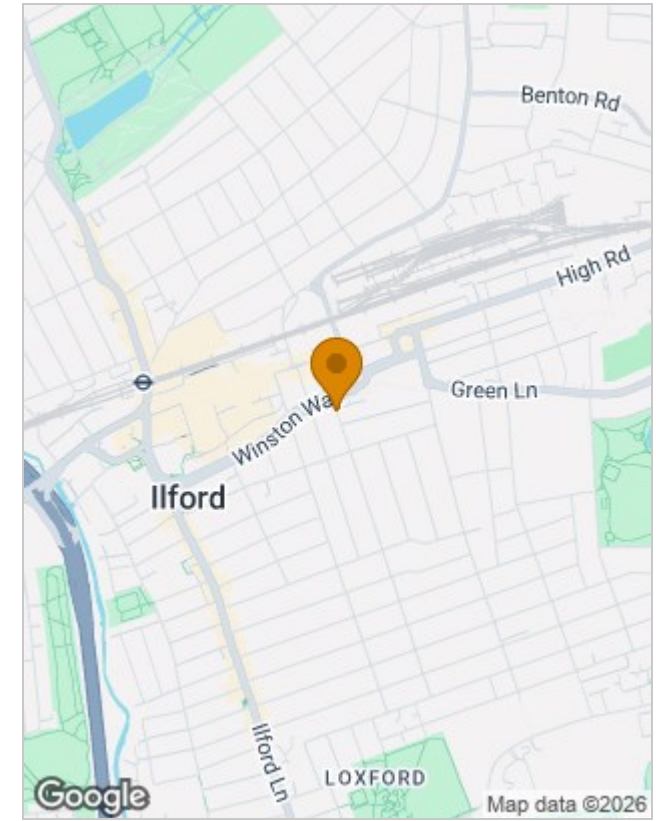 Benton Rd
High Rd
Green Ln
Winston Wa
Ilford
Ilford Ln
LOXFORD
Google
Map data ©2026